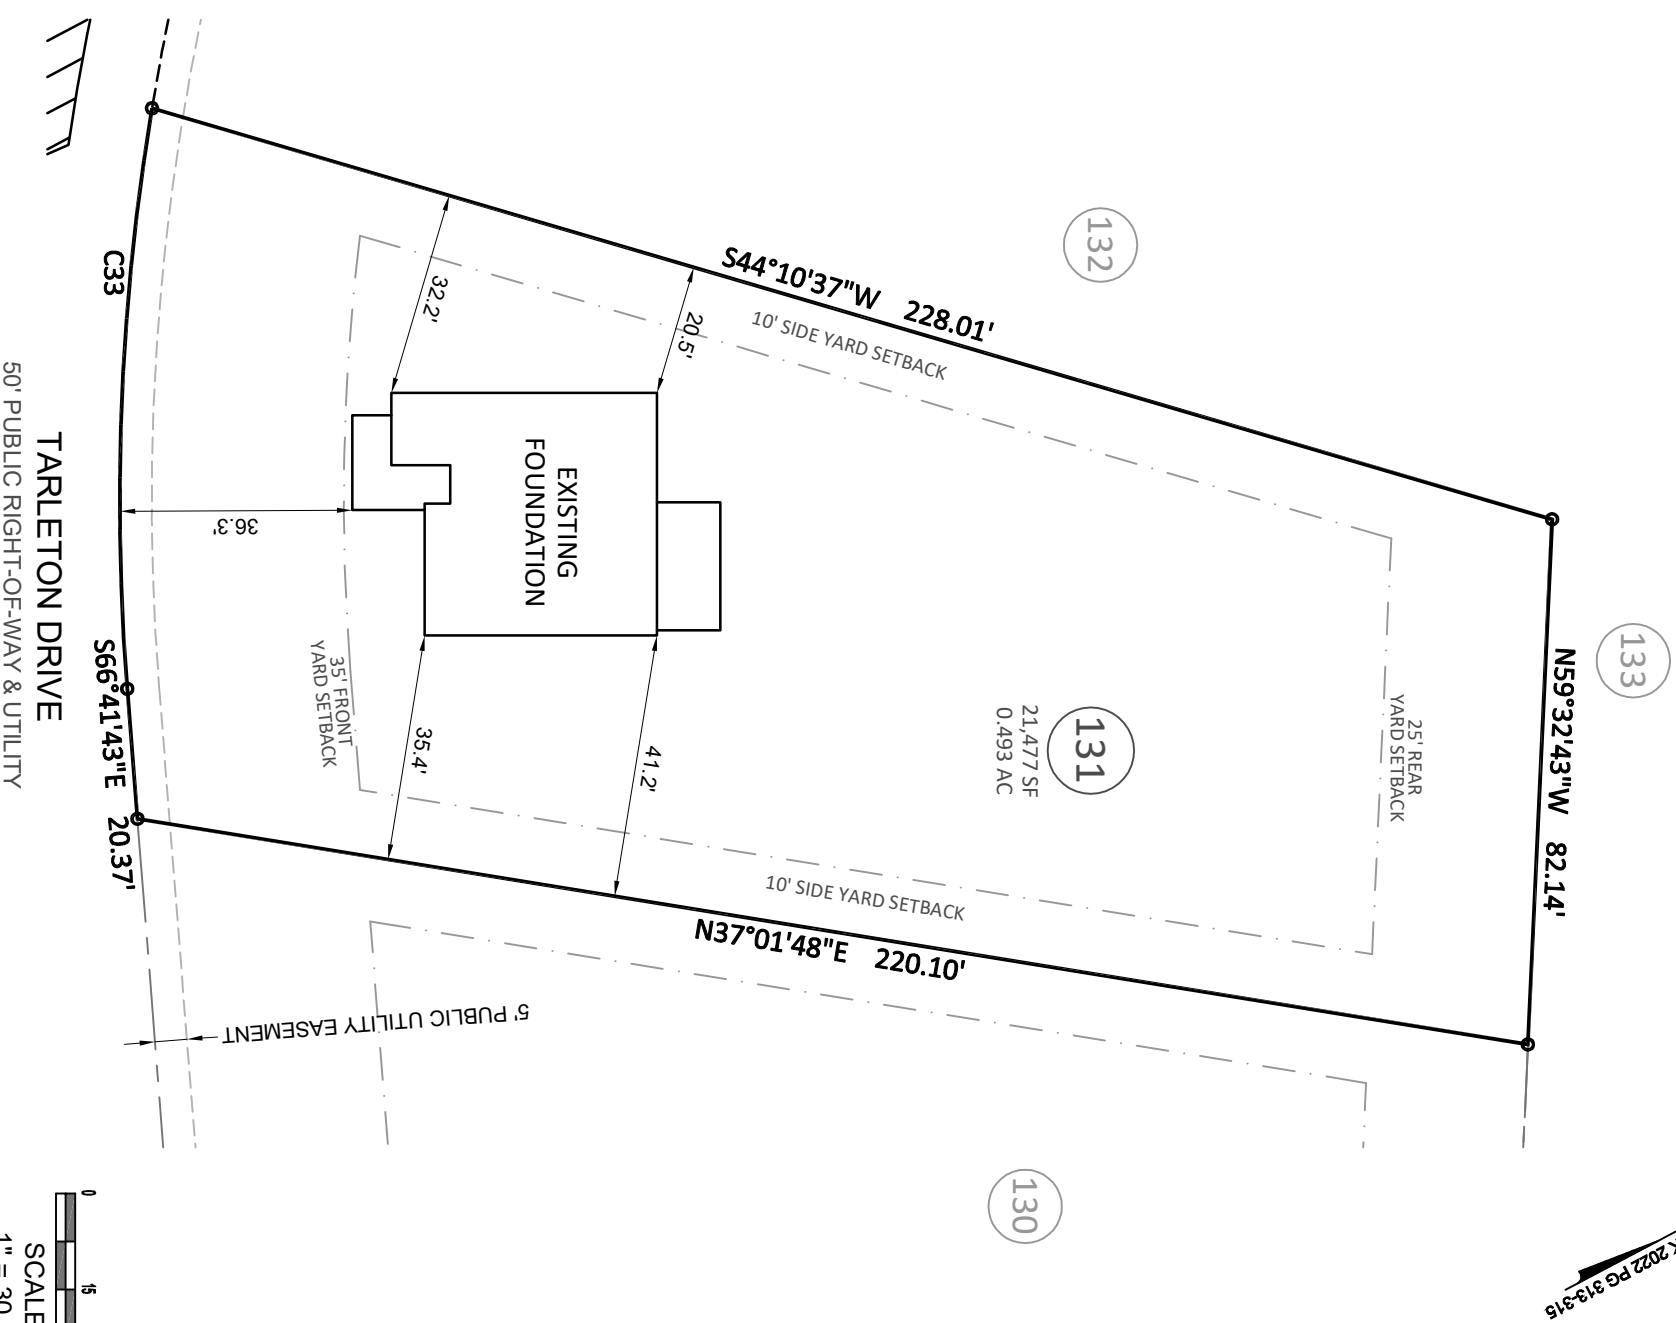 132
133
S44°10'37"W 228.01'
10' SIDE YARD SETBACK
32.2'
20.5'
N59°32'43"W 82.14'
25' REAR
YARD SETBACK
131
21,477 SF
0.493 AC
EXISTING
FOUNDATION
36.3'
35' FRONT
YARD SETBACK
35.4'
41.2'
10' SIDE YARD SETBACK
N37°01'48"E 220.10'
C33
S66°41'43"E 20.37'
TARLETON DRIVE
50' PUBLIC RIGHT-OF-WAY & UTILITY
5' PUBLIC UTILITY EASEMENT
130
2022 PG 313-315
0 15
SCALE
1" = 30